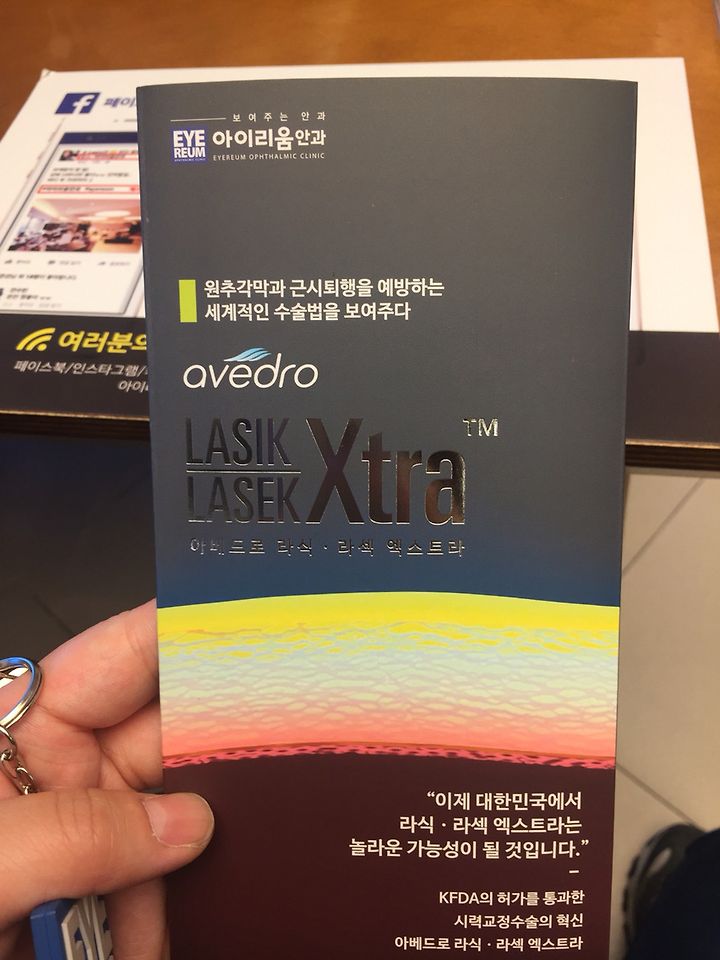 보여주는 안과
EYE
REUM
아이리움안과
EYEREUM OPHTHALMIC CLINIC
원추각막과 근시퇴행을 예방하는
세계적인 수술법을 보여주다
avedro
LASIK
LASEK
Xtra™
아베드로 라식 · 라섹 엑스트라
“이제 대한민국에서
라식 · 라섹 엑스트라는
놀라운 가능성이 될 것입니다.”
–
KFDA의 허가를 통과한
시력교정수술의 혁신
아베드로 라식 · 라섹 엑스트라
f
여러분의
페이스북/인스타그램/